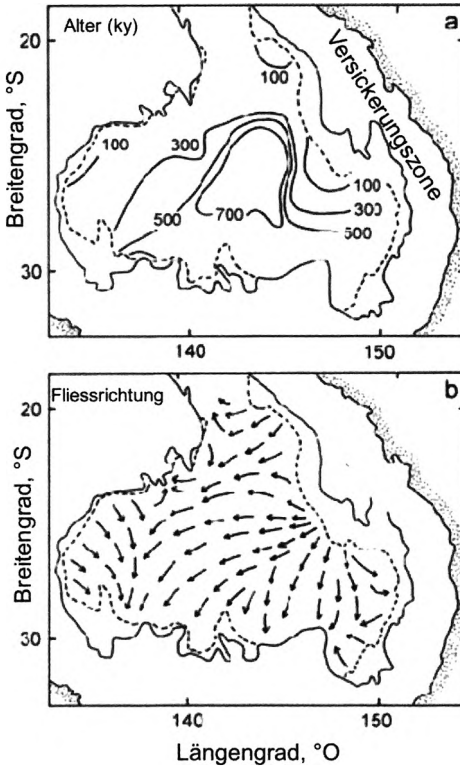 Alter (ky)
a
20
100
Versickerungszone
100
300
100
300
500
700
600
30
140
150
Breitengrad, °S
Fliessrichtung
b
20
30
140
150
Breitengrad, °S
Längengrad, °O